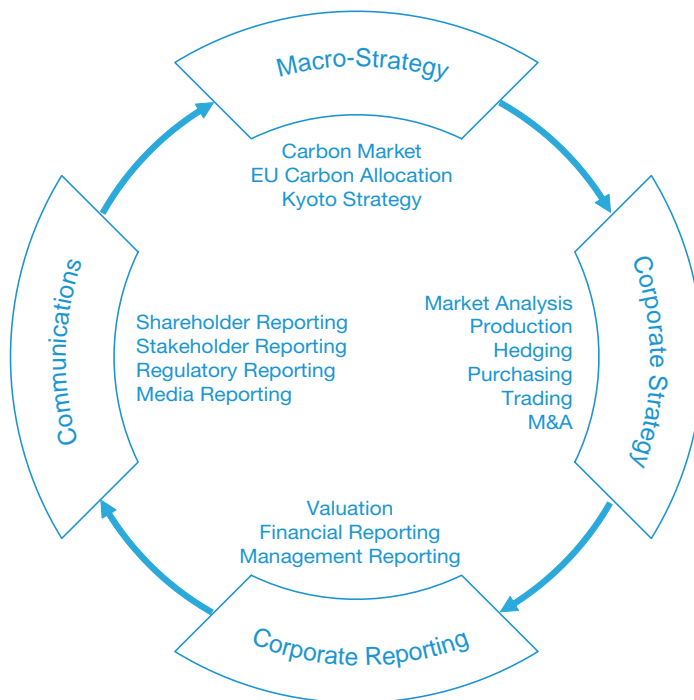 Macro-Strategy
Carbon Market
EU Carbon Allocation
Kyoto Strategy
Corporate Strategy
Market Analysis
Production
Hedging
Purchasing
Trading
M&A
Corporate Reporting
Valuation
Financial Reporting
Management Reporting
Communications
Shareholder Reporting
Stakeholder Reporting
Regulatory Reporting
Media Reporting